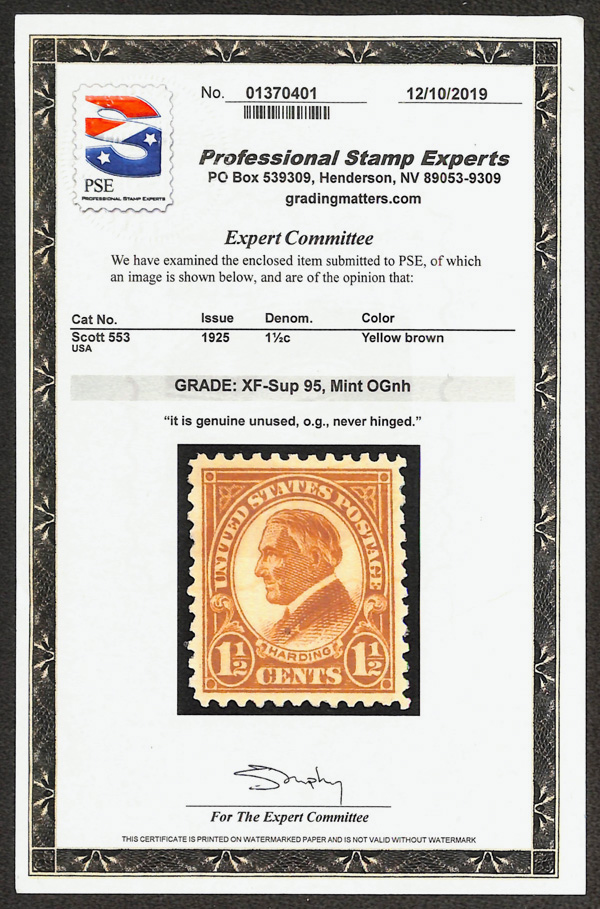 No. 01370401 12/10/2019
PSE
PROFESSIONAL STAMP EXPERTS
Professional Stamp Experts
PO Box 539309, Henderson, NV 89053-9309
gradingmatters.com
Expert Committee
We have examined the enclosed item submitted to PSE, of which
an image is shown below, and are of the opinion that:
Cat No. Issue Denom. Color
Scott 553 1925 1½c Yellow brown
USA
GRADE: XF-Sup 95, Mint OGnh
“it is genuine unused, o.g., never hinged.”
UNITED STATES POSTAGE
HARDING
1½ CENTS 1½
For The Expert Committee
THIS CERTIFICATE IS PRINTED ON WATERMARKED PAPER AND IS NOT VALID WITHOUT WATERMARK